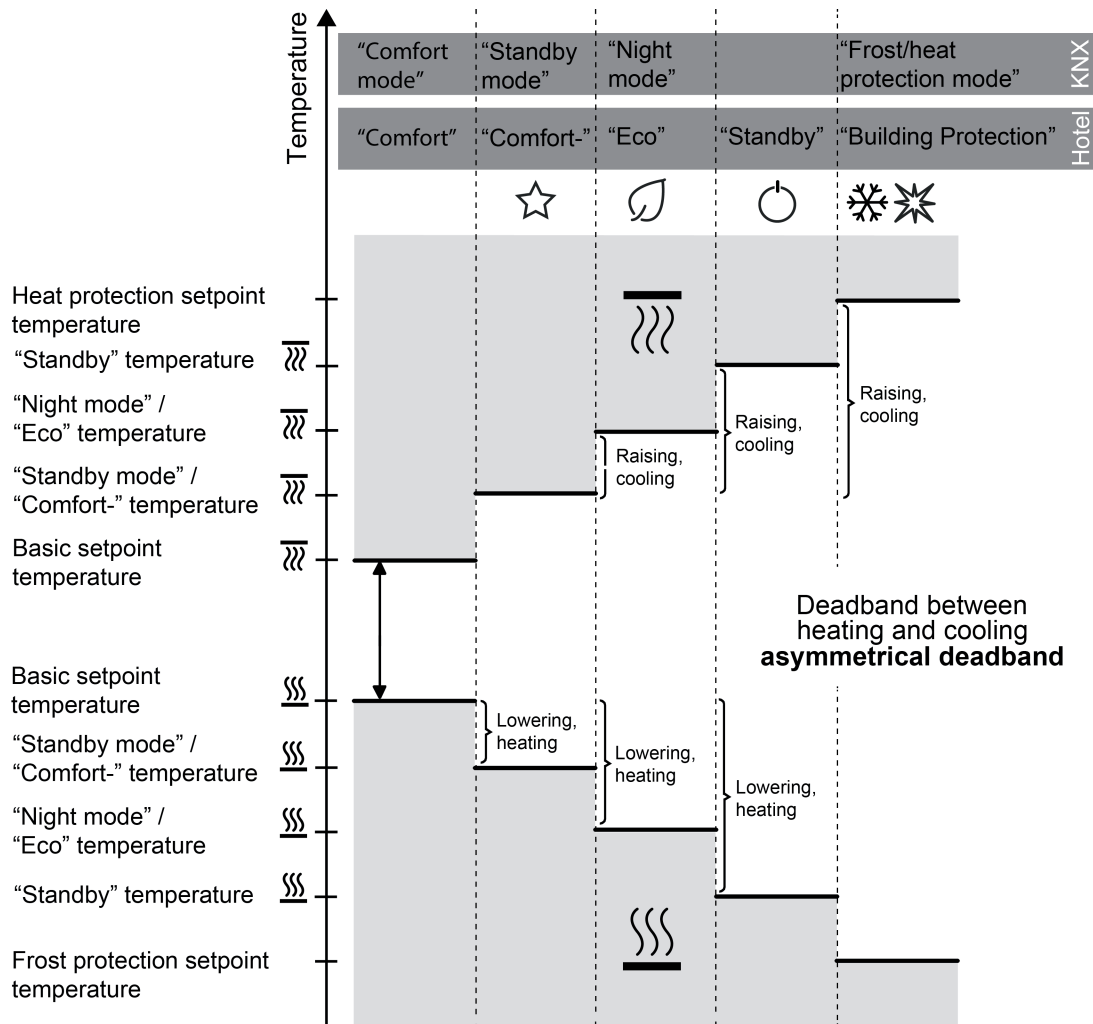 Temperature
“Comfort
mode”
“Standby
mode”
“Night
mode”
“Frost/heat
protection mode”
KNX
“Comfort”
“Comfort-”
“Eco”
“Standby”
“Building Protection”
Hotel
Heat protection setpoint
temperature
“Standby” temperature
“Night mode” /
“Eco” temperature
“Standby mode” /
“Comfort-” temperature
Basic setpoint
temperature
Raising,
cooling
Raising,
cooling
Raising,
cooling
Deadband between
heating and cooling
asymmetrical deadband
Basic setpoint
temperature
“Standby mode” /
“Comfort-” temperature
“Night mode” /
“Eco” temperature
“Standby” temperature
Frost protection setpoint
temperature
Lowering,
heating
Lowering,
heating
Lowering,
heating